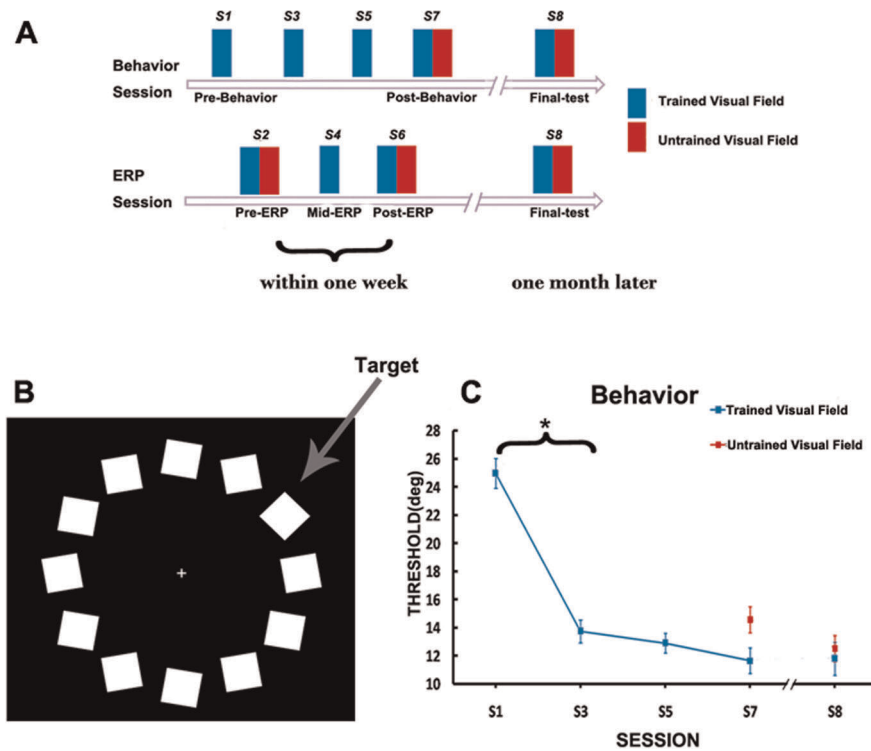 A
S1 S3 S5 S7 S8
Behavior
Session
Pre-Behavior Post-Behavior Final-test
Trained Visual Field
Untrained Visual Field
S2 S4 S6 S8
ERP
Session
Pre-ERP Mid-ERP Post-ERP Final-test
within one week one month later
B
Target
C
Behavior
Trained Visual Field
Untrained Visual Field
*
THRESHOLD(deg)
28
26
24
22
20
18
16
14
12
10
S1 S3 S5 S7 S8
SESSION